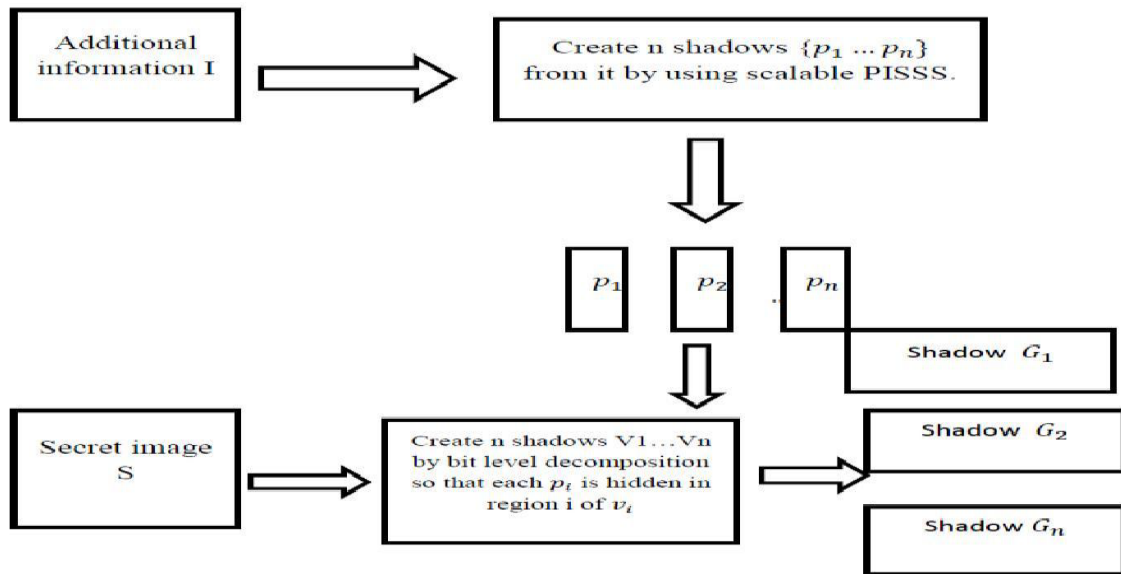 Additional
information I
Create n shadows {p₁ ... pₙ}
from it by using scalable PISSS.
p₁ p₂ .. pₙ
Shadow G₁
Secret image
S
Create n shadows V1...Vn
by bit level decomposition
so that each pᵢ is hidden in
region i of vᵢ
Shadow G₂
Shadow Gₙ